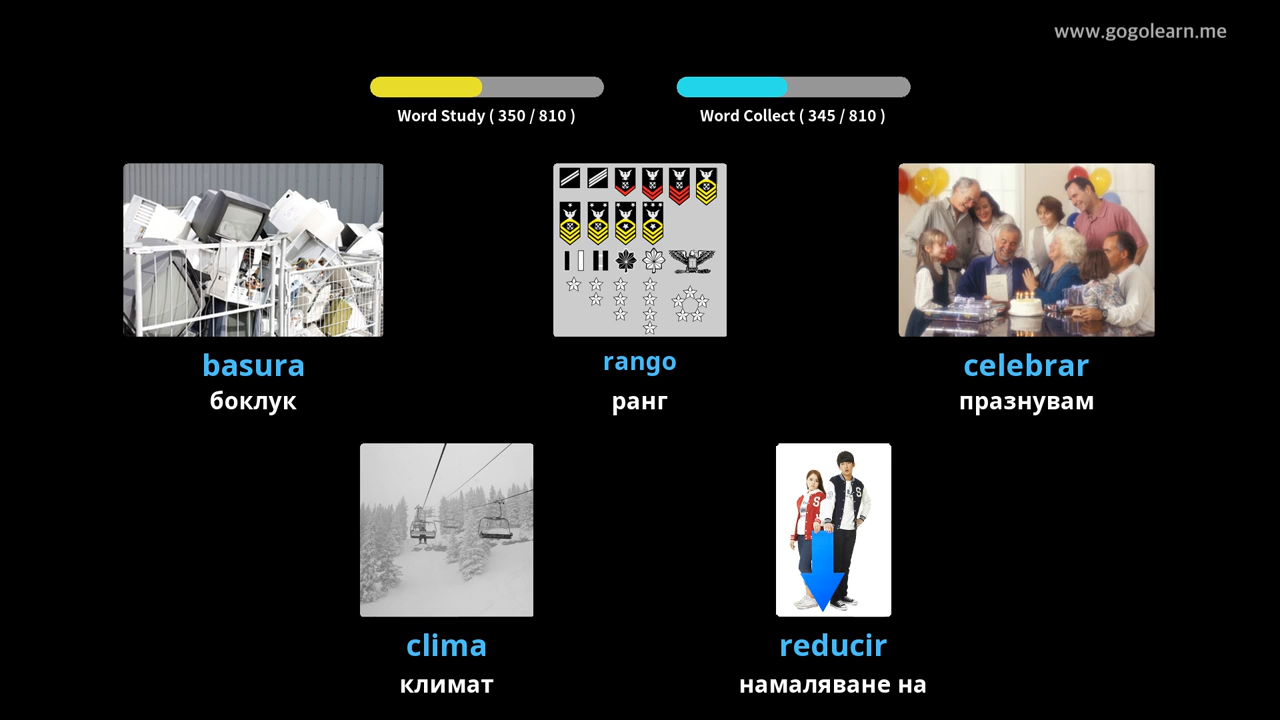 www.gogolearn.me
Word Study ( 350 / 810 )
Word Collect ( 345 / 810 )
basura
боклук
rango
ранг
celebrar
празнувам
clima
климат
reducir
намаляване на